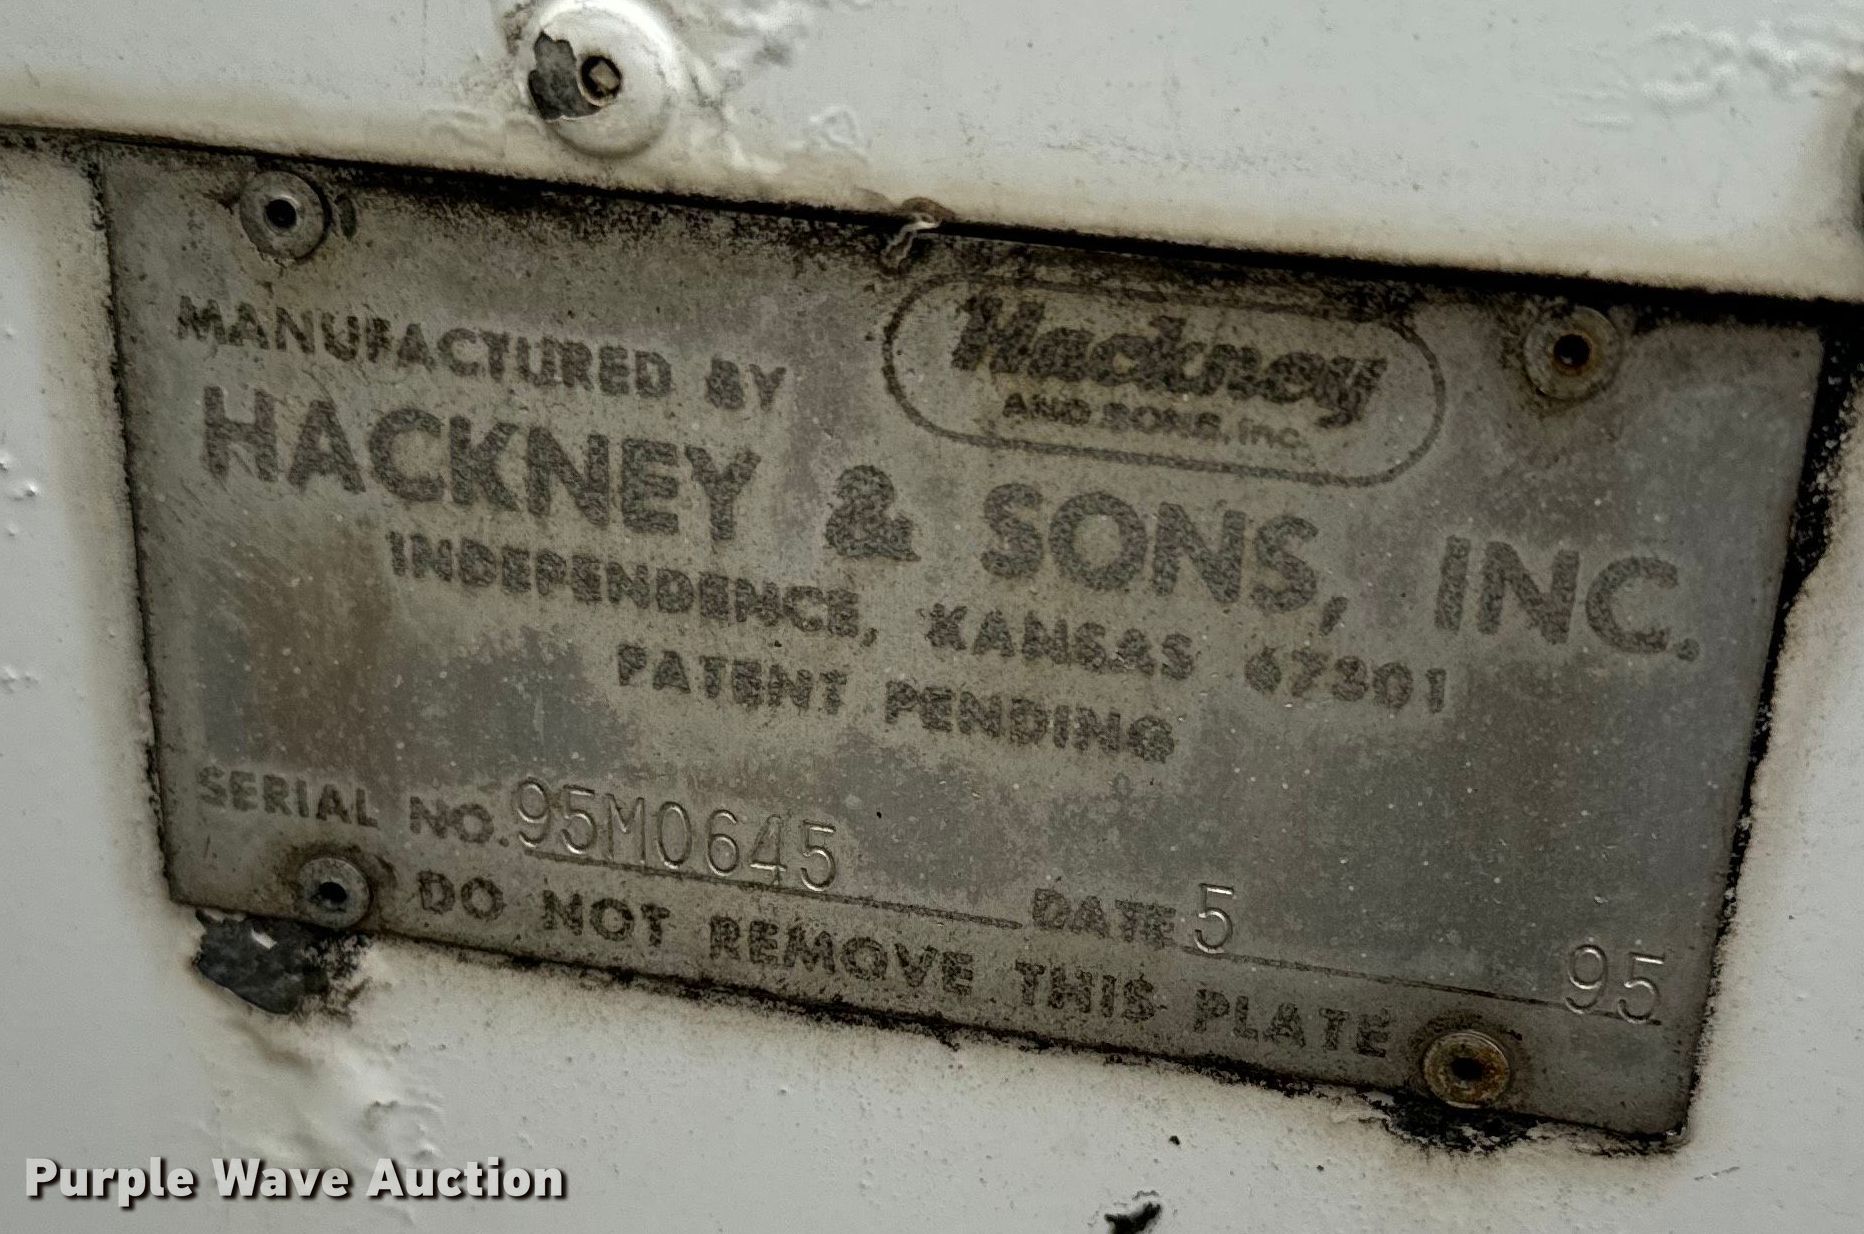 MANUFACTURED BY
Hackney
AND SONS, Inc.
HACKNEY & SONS, INC.
INDEPENDENCE, KANSAS 67301
PATENT PENDING
SERIAL NO. 95M0645 DATE 5 95
DO NOT REMOVE THIS PLATE
Purple Wave Auction